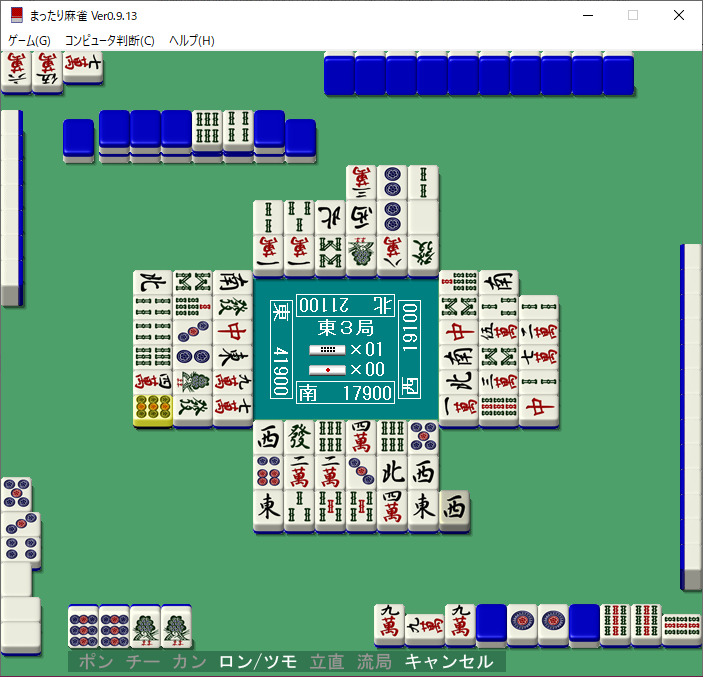 まったり麻雀 Ver0.9.13
ゲーム(G) コンピュータ判断(C) ヘルプ(H)
北 21100
東 41900
東３局
×01
×00
西 19100
南 17900
ポン チー カン ロン/ツモ 立直 流局 キャンセル